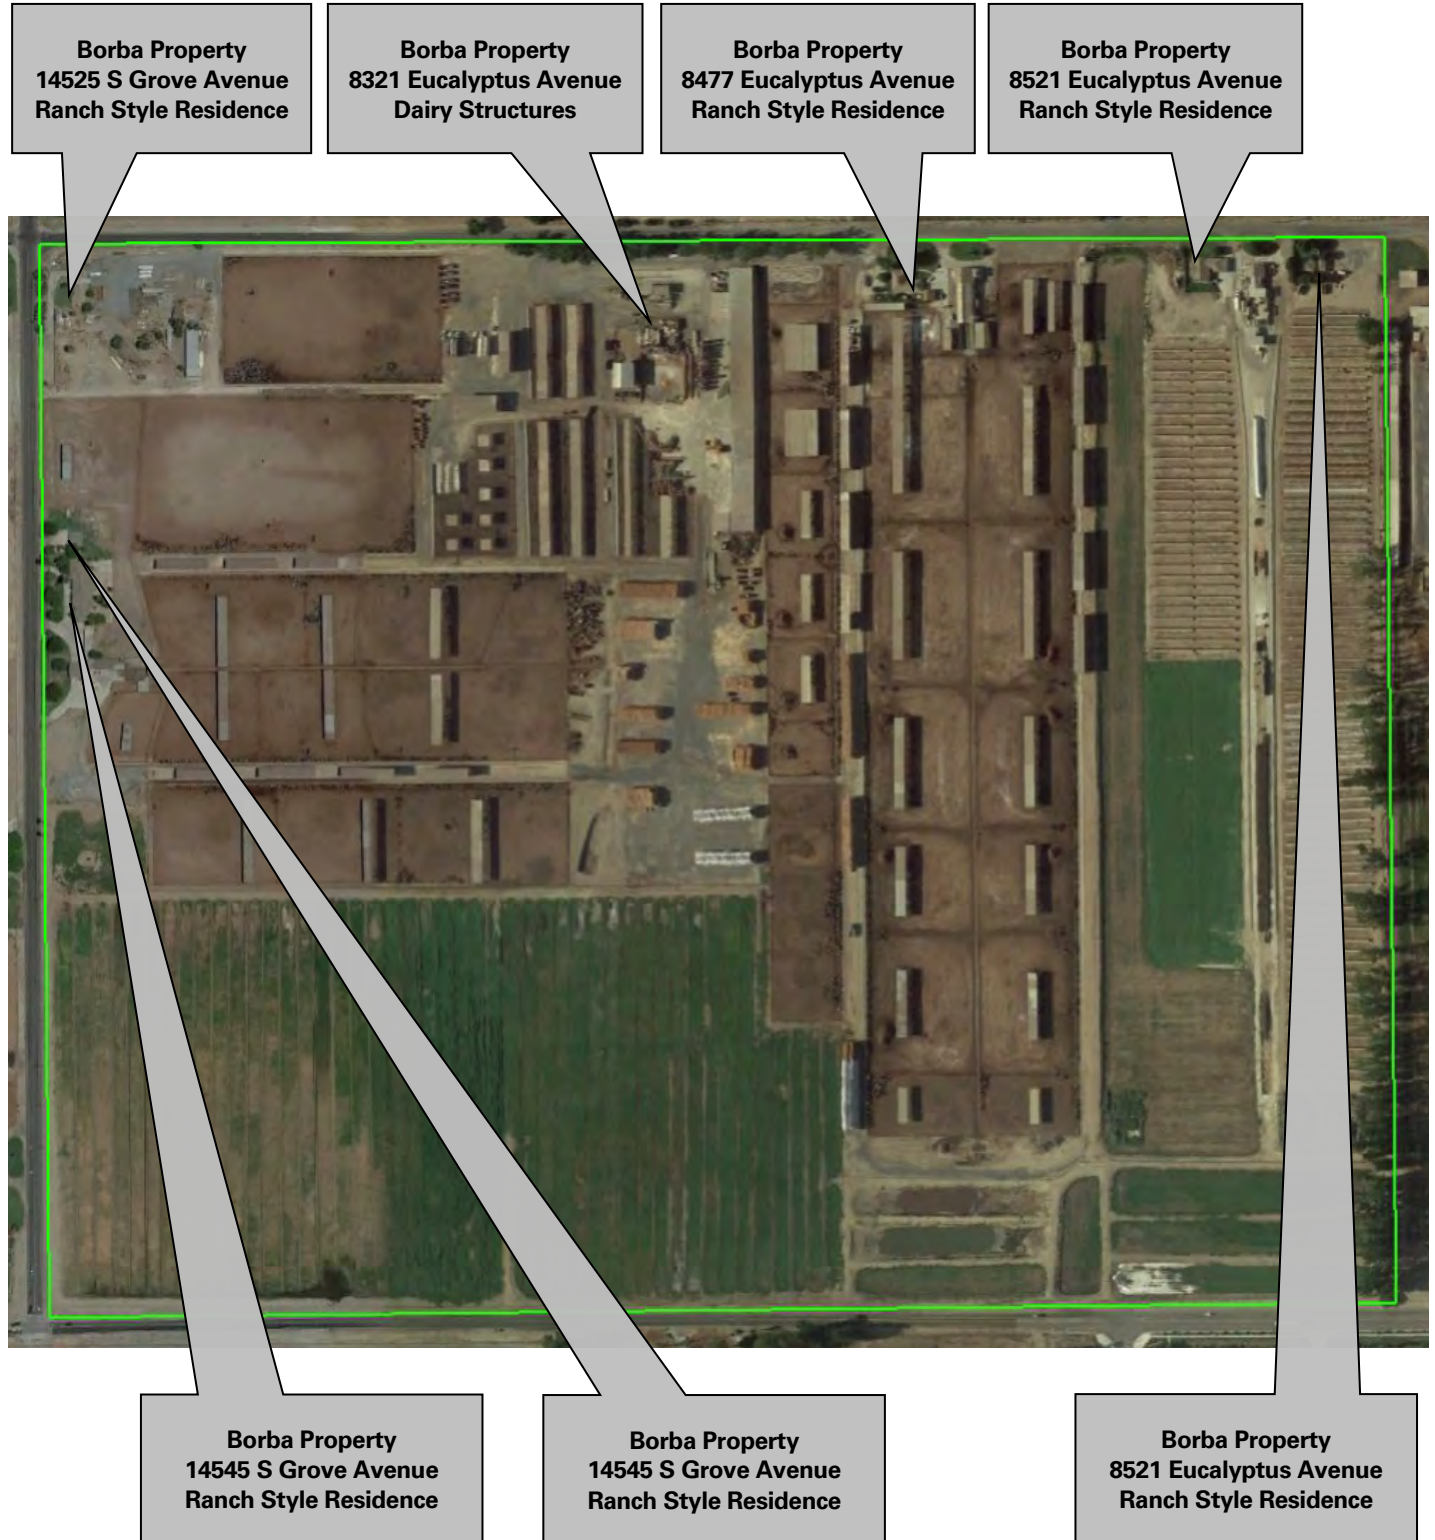 Borba Property
14525 S Grove Avenue
Ranch Style Residence
Borba Property
8321 Eucalyptus Avenue
Dairy Structures
Borba Property
8477 Eucalyptus Avenue
Ranch Style Residence
Borba Property
8521 Eucalyptus Avenue
Ranch Style Residence
Borba Property
14545 S Grove Avenue
Ranch Style Residence
Borba Property
14545 S Grove Avenue
Ranch Style Residence
Borba Property
8521 Eucalyptus Avenue
Ranch Style Residence